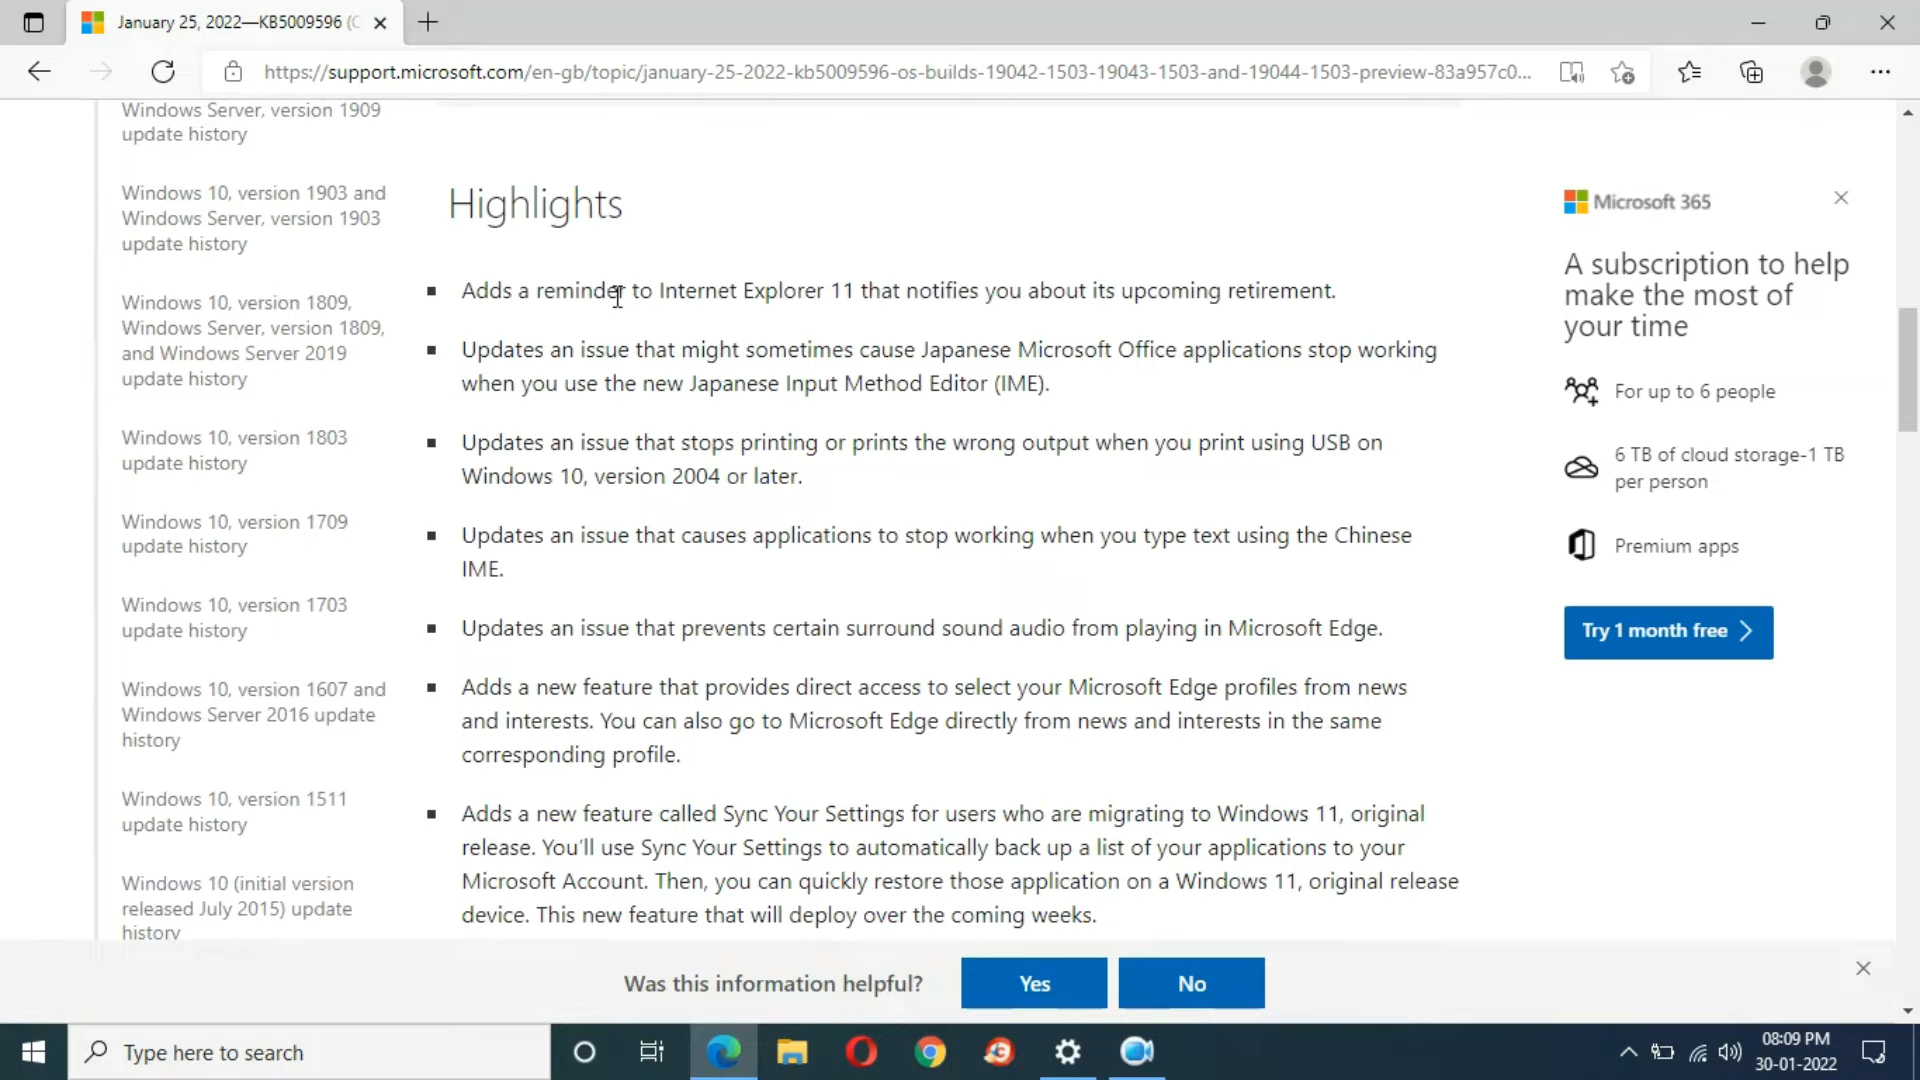 January 25, 2022—KB5009596 (
https://support.microsoft.com/en-gb/topic/january-25-2022-kb5009596-os-builds-19042-1503-19043-1503-and-19044-1503-preview-83a957c0...
Windows Server, version 1909
update history
Windows 10, version 1903 and
Windows Server, version 1903
update history
Windows 10, version 1809,
Windows Server, version 1809,
and Windows Server 2019
update history
Windows 10, version 1803
update history
Windows 10, version 1709
update history
Windows 10, version 1703
update history
Windows 10, version 1607 and
Windows Server 2016 update
history
Windows 10, version 1511
update history
Windows 10 (initial version
released July 2015) update
history
Highlights
Adds a reminder to Internet Explorer 11 that notifies you about its upcoming retirement.
Updates an issue that might sometimes cause Japanese Microsoft Office applications stop working
when you use the new Japanese Input Method Editor (IME).
Updates an issue that stops printing or prints the wrong output when you print using USB on
Windows 10, version 2004 or later.
Updates an issue that causes applications to stop working when you type text using the Chinese
IME.
Updates an issue that prevents certain surround sound audio from playing in Microsoft Edge.
Adds a new feature that provides direct access to select your Microsoft Edge profiles from news
and interests. You can also go to Microsoft Edge directly from news and interests in the same
corresponding profile.
Adds a new feature called Sync Your Settings for users who are migrating to Windows 11, original
release. You'll use Sync Your Settings to automatically back up a list of your applications to your
Microsoft Account. Then, you can quickly restore those application on a Windows 11, original release
device. This new feature that will deploy over the coming weeks.
Microsoft 365
A subscription to help
make the most of
your time
For up to 6 people
6 TB of cloud storage-1 TB
per person
Premium apps
Try 1 month free
Was this information helpful?
Yes
No
Type here to search
08:09 PM
30-01-2022